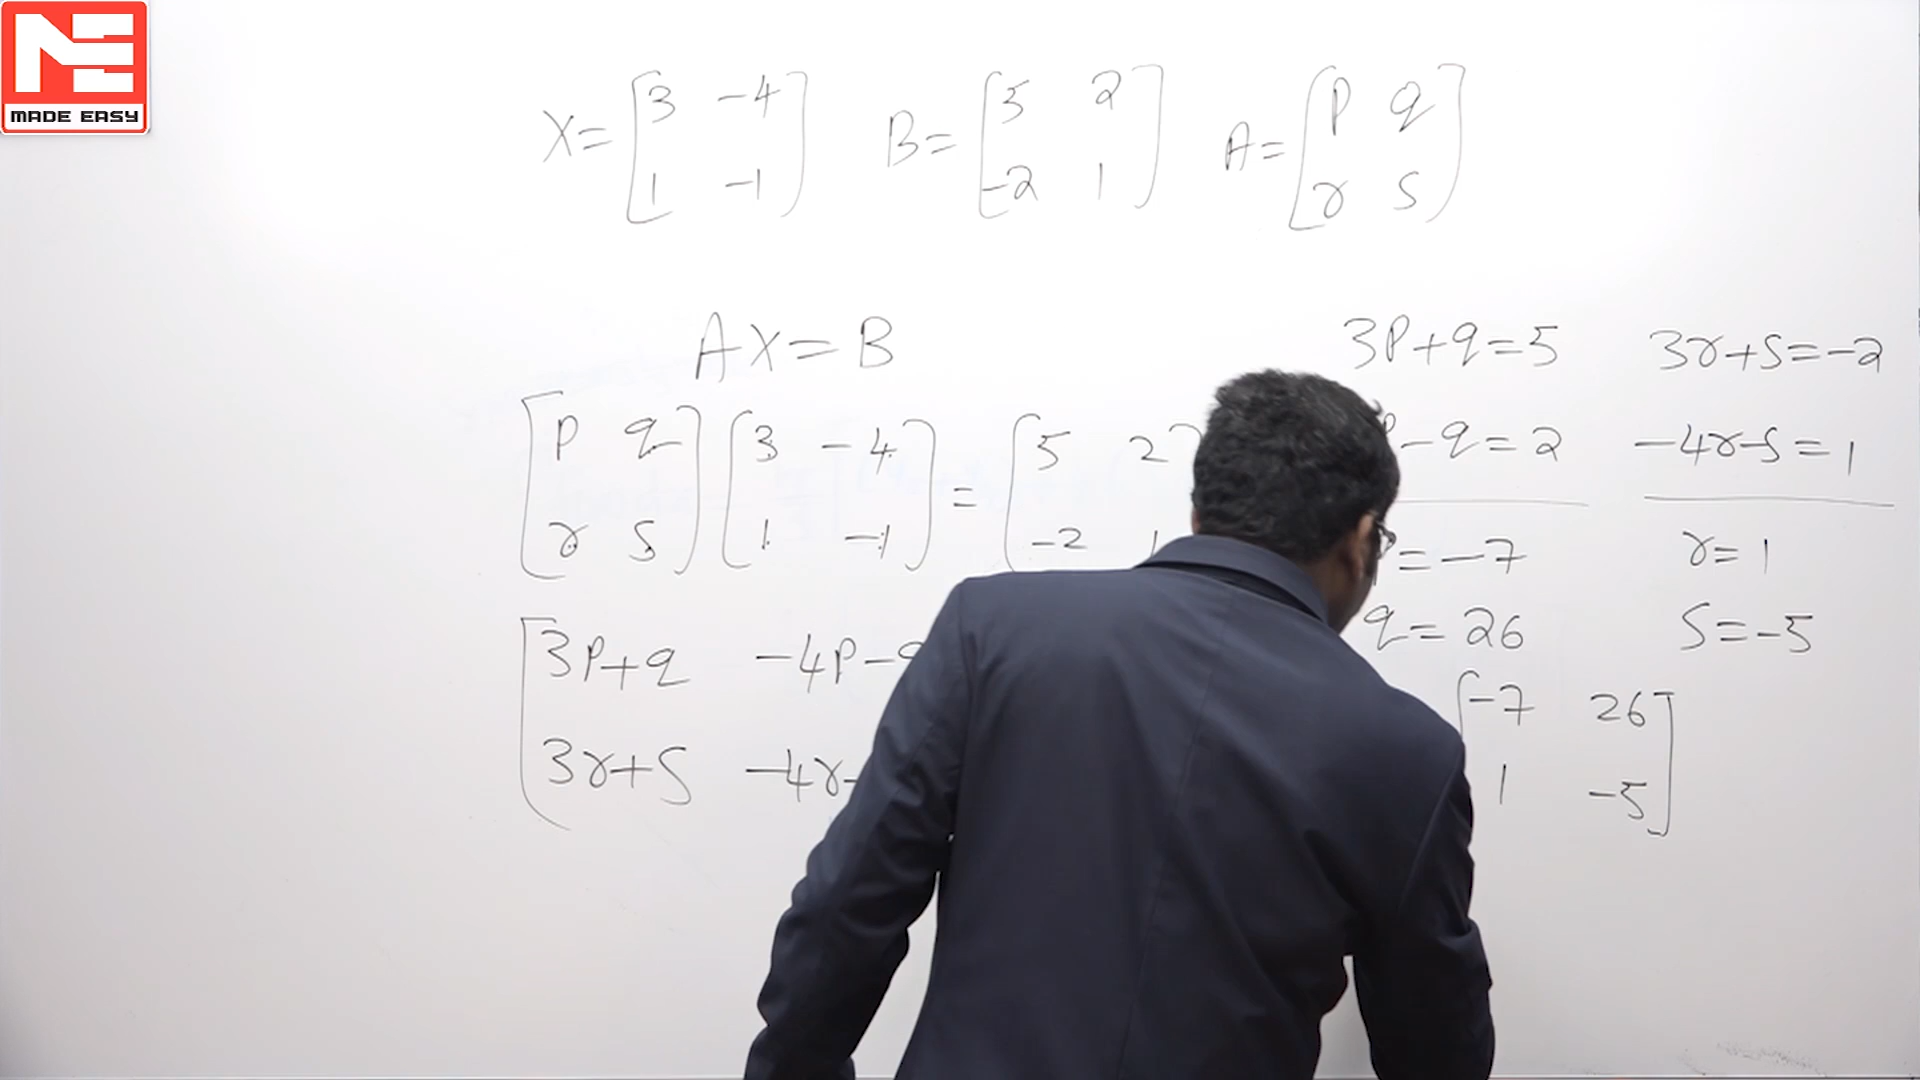 MADE EASY
X = [3 -4; 1 -1] B = [5 2; -2 1] A = [p q; r s]
AX = B
[p q; r s] [3 -4; 1 -1] = [5 2; -2 1
[3p+q -4p-q
3r+s -4r-
3p+q=5
-q=2
=-7
q=26
3r+s=-2
-4r-s=1
r=1
s=-5
[-7 26; 1 -5]